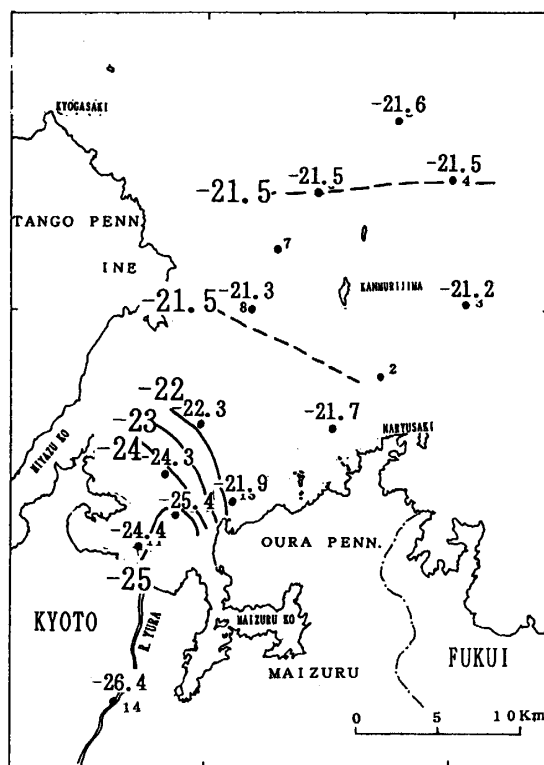 KYOGASAKI
-21.6
-21.5
-21.5
4
-21.5
TANGO PENN.
7
INE
-21.5
-21.3
8
KANMURIJIMA
-21.2
3
2
-22
-22.3
-23
-21.7
NARYUSAKI
-24
-24.3
MIYAZU KO
-21.9
13
-25.4
-24.4
11
OURA PENN.
-25
KYOTO
R. YURA
MAIZURU KO
MAIZURU
FUKUI
-26.4
14
0 5 10Km